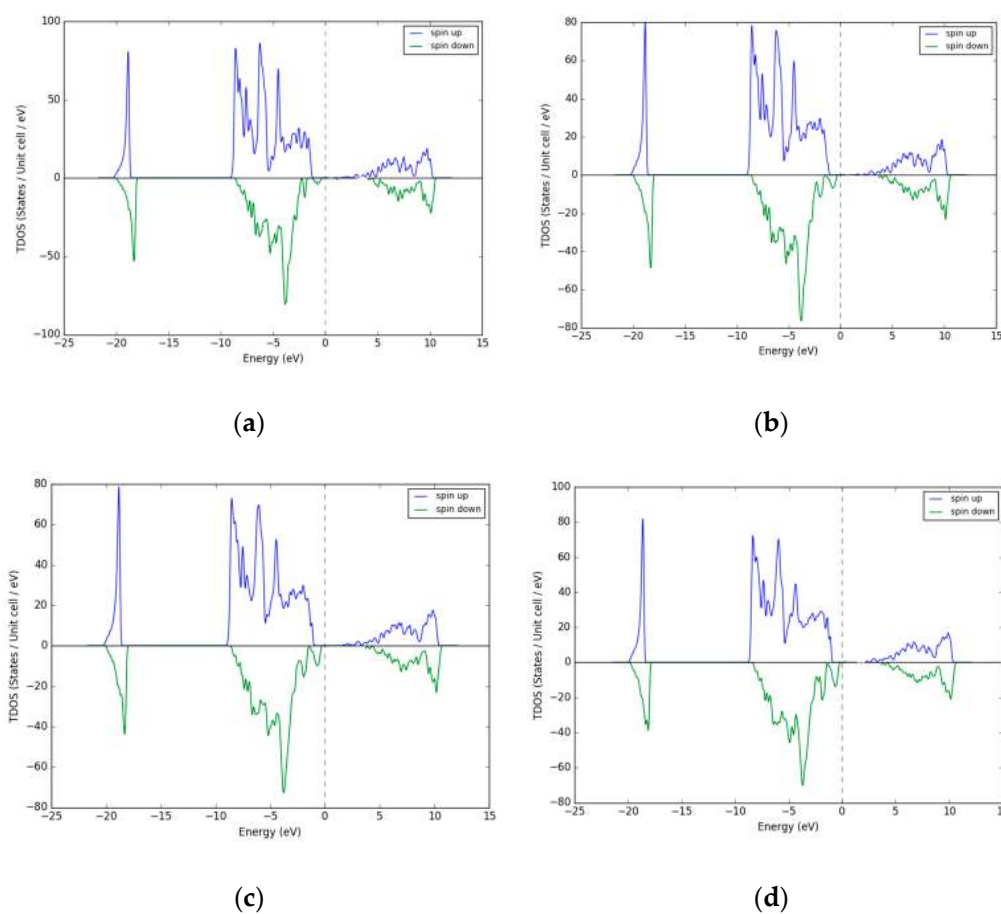 100
50
0
−50
−100
−25 −20 −15 −10 −5 0 5 10 15
TDOS (States / Unit cell / eV)
Energy (eV)
spin up
spin down
(a)
80
60
40
20
0
−20
−40
−60
−80
−25 −20 −15 −10 −5 0 5 10 15
TDOS (States / Unit cell / eV)
Energy (eV)
spin up
spin down
(b)
80
60
40
20
0
−20
−40
−60
−80
−25 −20 −15 −10 −5 0 5 10 15
TDOS (States / Unit cell / eV)
Energy (eV)
spin up
spin down
(c)
100
80
60
40
20
0
−20
−40
−60
−80
−25 −20 −15 −10 −5 0 5 10 15
TDOS (States / Unit cell / eV)
Energy (eV)
spin up
spin down
(d)